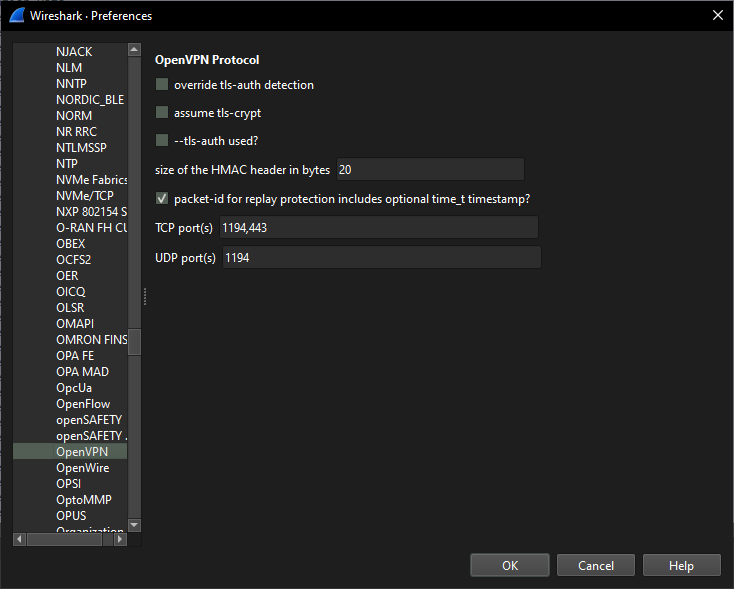 Wireshark · Preferences
NJACK
NLM
NNTP
NORDIC_BLE
NORM
NR RRC
NTLMSSP
NTP
NVMe Fabrics
NVMe/TCP
NXP 802154 S
O-RAN FH CU
OBEX
OCFS2
OER
OICQ
OLSR
OMAPI
OMRON FINS
OPA FE
OPA MAD
OpcUa
OpenFlow
openSAFETY
openSAFETY .
OpenVPN
OpenWire
OPSI
OptoMMP
OPUS
Organization
OpenVPN Protocol
override tls-auth detection
assume tls-crypt
--tls-auth used?
size of the HMAC header in bytes 20
packet-id for replay protection includes optional time_t timestamp?
TCP port(s) 1194,443
UDP port(s) 1194
OK Cancel Help